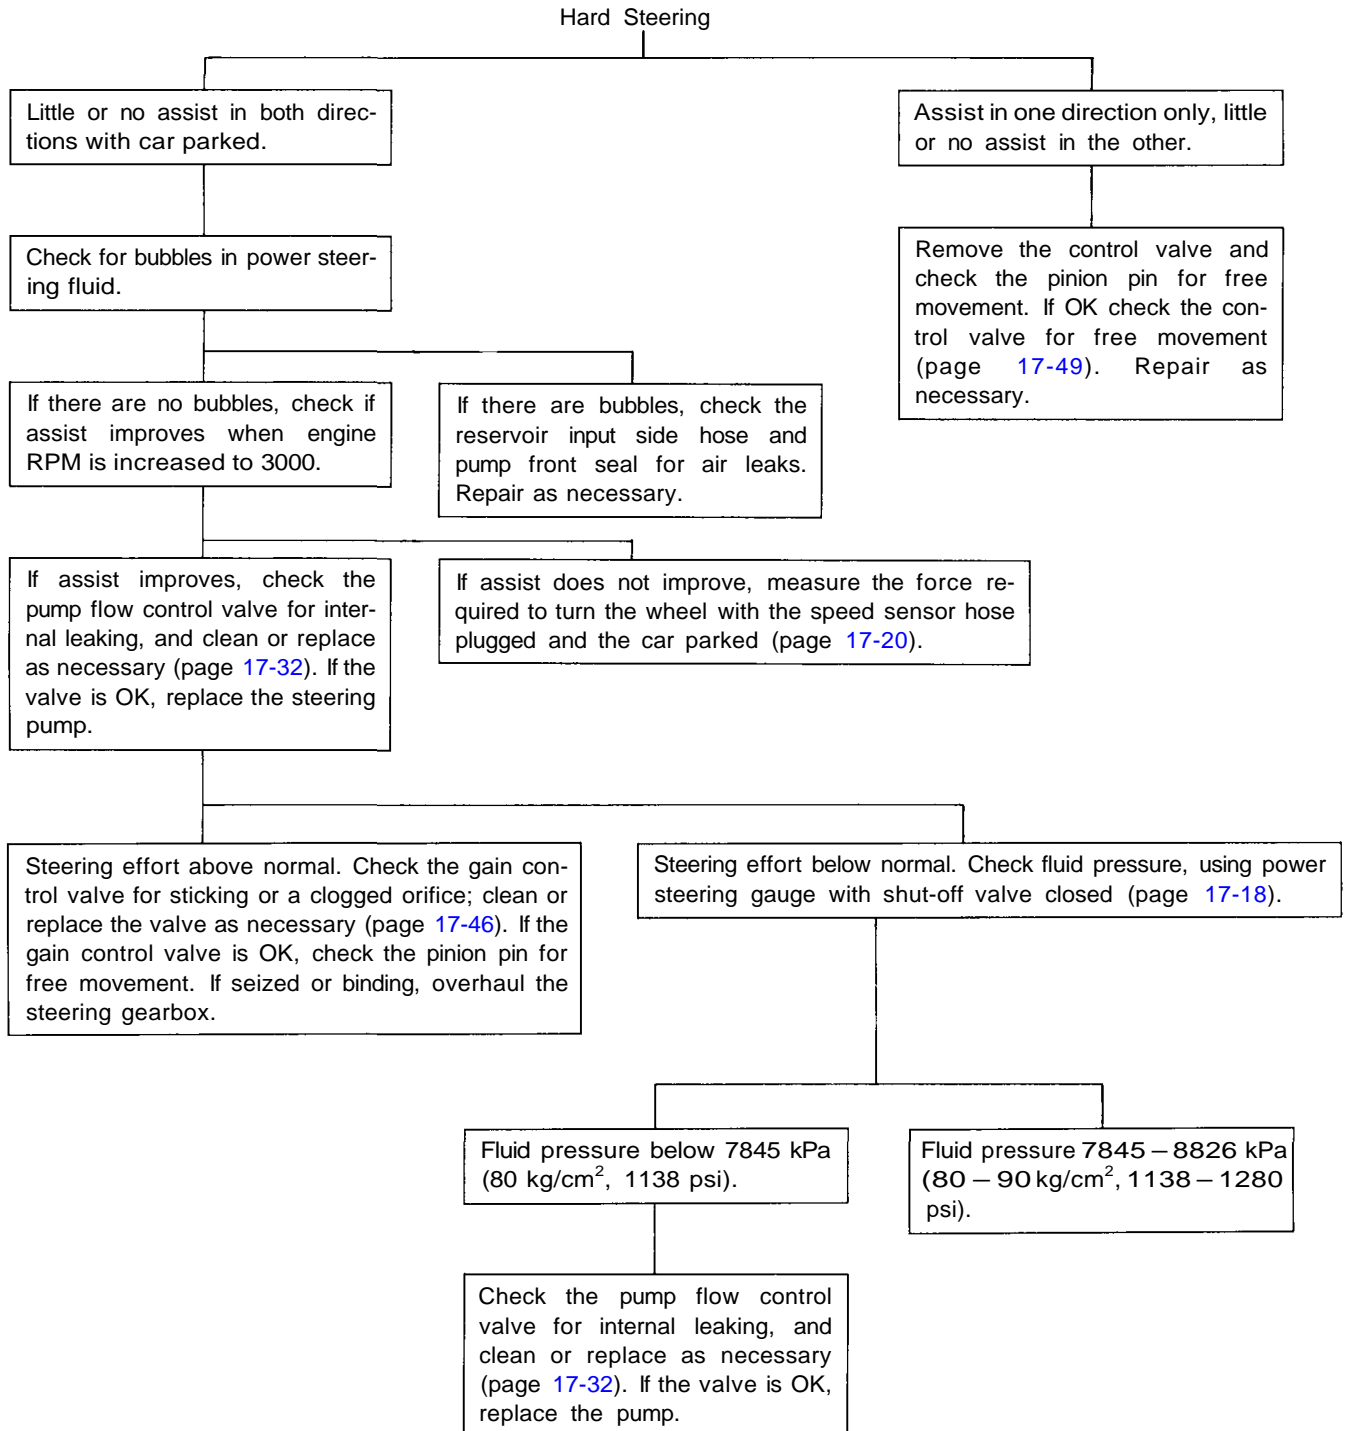 Hard Steering
Little or no assist in both direc-
tions with car parked.
Assist in one direction only, little
or no assist in the other.
Check for bubbles in power steer-
ing fluid.
Remove the control valve and
check the pinion pin for free
movement. If OK check the con-
trol valve for free movement
(page 17-49). Repair as
necessary.
If there are no bubbles, check if
assist improves when engine
RPM is increased to 3000.
If there are bubbles, check the
reservoir input side hose and
pump front seal for air leaks.
Repair as necessary.
If assist improves, check the
pump flow control valve for inter-
nal leaking, and clean or replace
as necessary (page 17-32). If the
valve is OK, replace the steering
pump.
If assist does not improve, measure the force re-
quired to turn the wheel with the speed sensor hose
plugged and the car parked (page 17-20).
Steering effort above normal. Check the gain con-
trol valve for sticking or a clogged orifice; clean or
replace the valve as necessary (page 17-46). If the
gain control valve is OK, check the pinion pin for
free movement. If seized or binding, overhaul the
steering gearbox.
Steering effort below normal. Check fluid pressure, using power
steering gauge with shut-off valve closed (page 17-18).
Fluid pressure below 7845 kPa
(80 kg/cm², 1138 psi).
Fluid pressure 7845 – 8826 kPa
(80 – 90 kg/cm², 1138 – 1280
psi).
Check the pump flow control
valve for internal leaking, and
clean or replace as necessary
(page 17-32). If the valve is OK,
replace the pump.